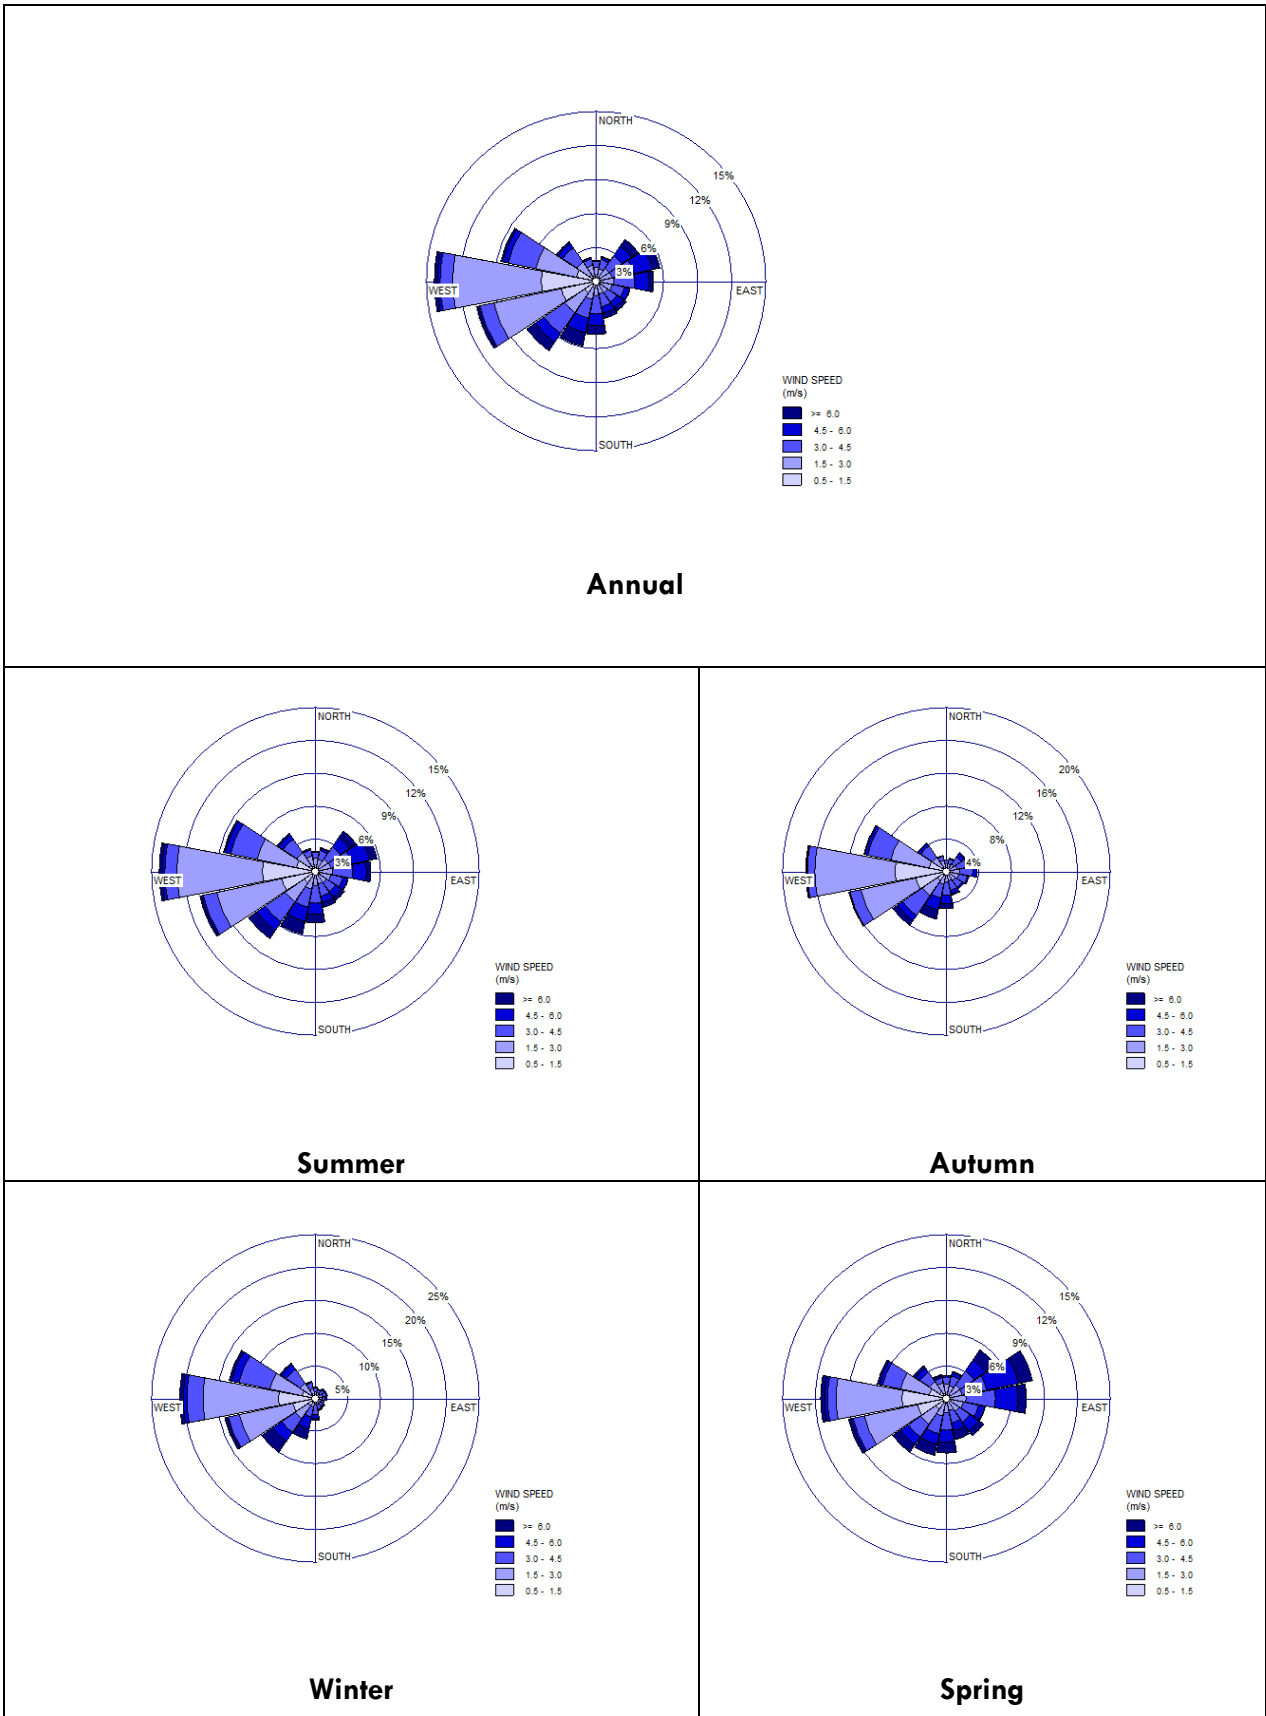 NORTH
15%
12%
9%
6%
3%
WEST
EAST
SOUTH
WIND SPEED
(m/s)
>= 6.0
4.5 - 6.0
3.0 - 4.5
1.5 - 3.0
0.5 - 1.5
Annual
NORTH
15%
12%
9%
6%
3%
WEST
EAST
SOUTH
WIND SPEED
(m/s)
>= 6.0
4.5 - 6.0
3.0 - 4.5
1.5 - 3.0
0.5 - 1.5
Summer
NORTH
20%
16%
12%
8%
4%
WEST
EAST
SOUTH
WIND SPEED
(m/s)
>= 6.0
4.5 - 6.0
3.0 - 4.5
1.5 - 3.0
0.5 - 1.5
Autumn
NORTH
25%
20%
15%
10%
5%
WEST
EAST
SOUTH
WIND SPEED
(m/s)
>= 6.0
4.5 - 6.0
3.0 - 4.5
1.5 - 3.0
0.5 - 1.5
Winter
NORTH
15%
12%
9%
6%
3%
WEST
EAST
SOUTH
WIND SPEED
(m/s)
>= 6.0
4.5 - 6.0
3.0 - 4.5
1.5 - 3.0
0.5 - 1.5
Spring